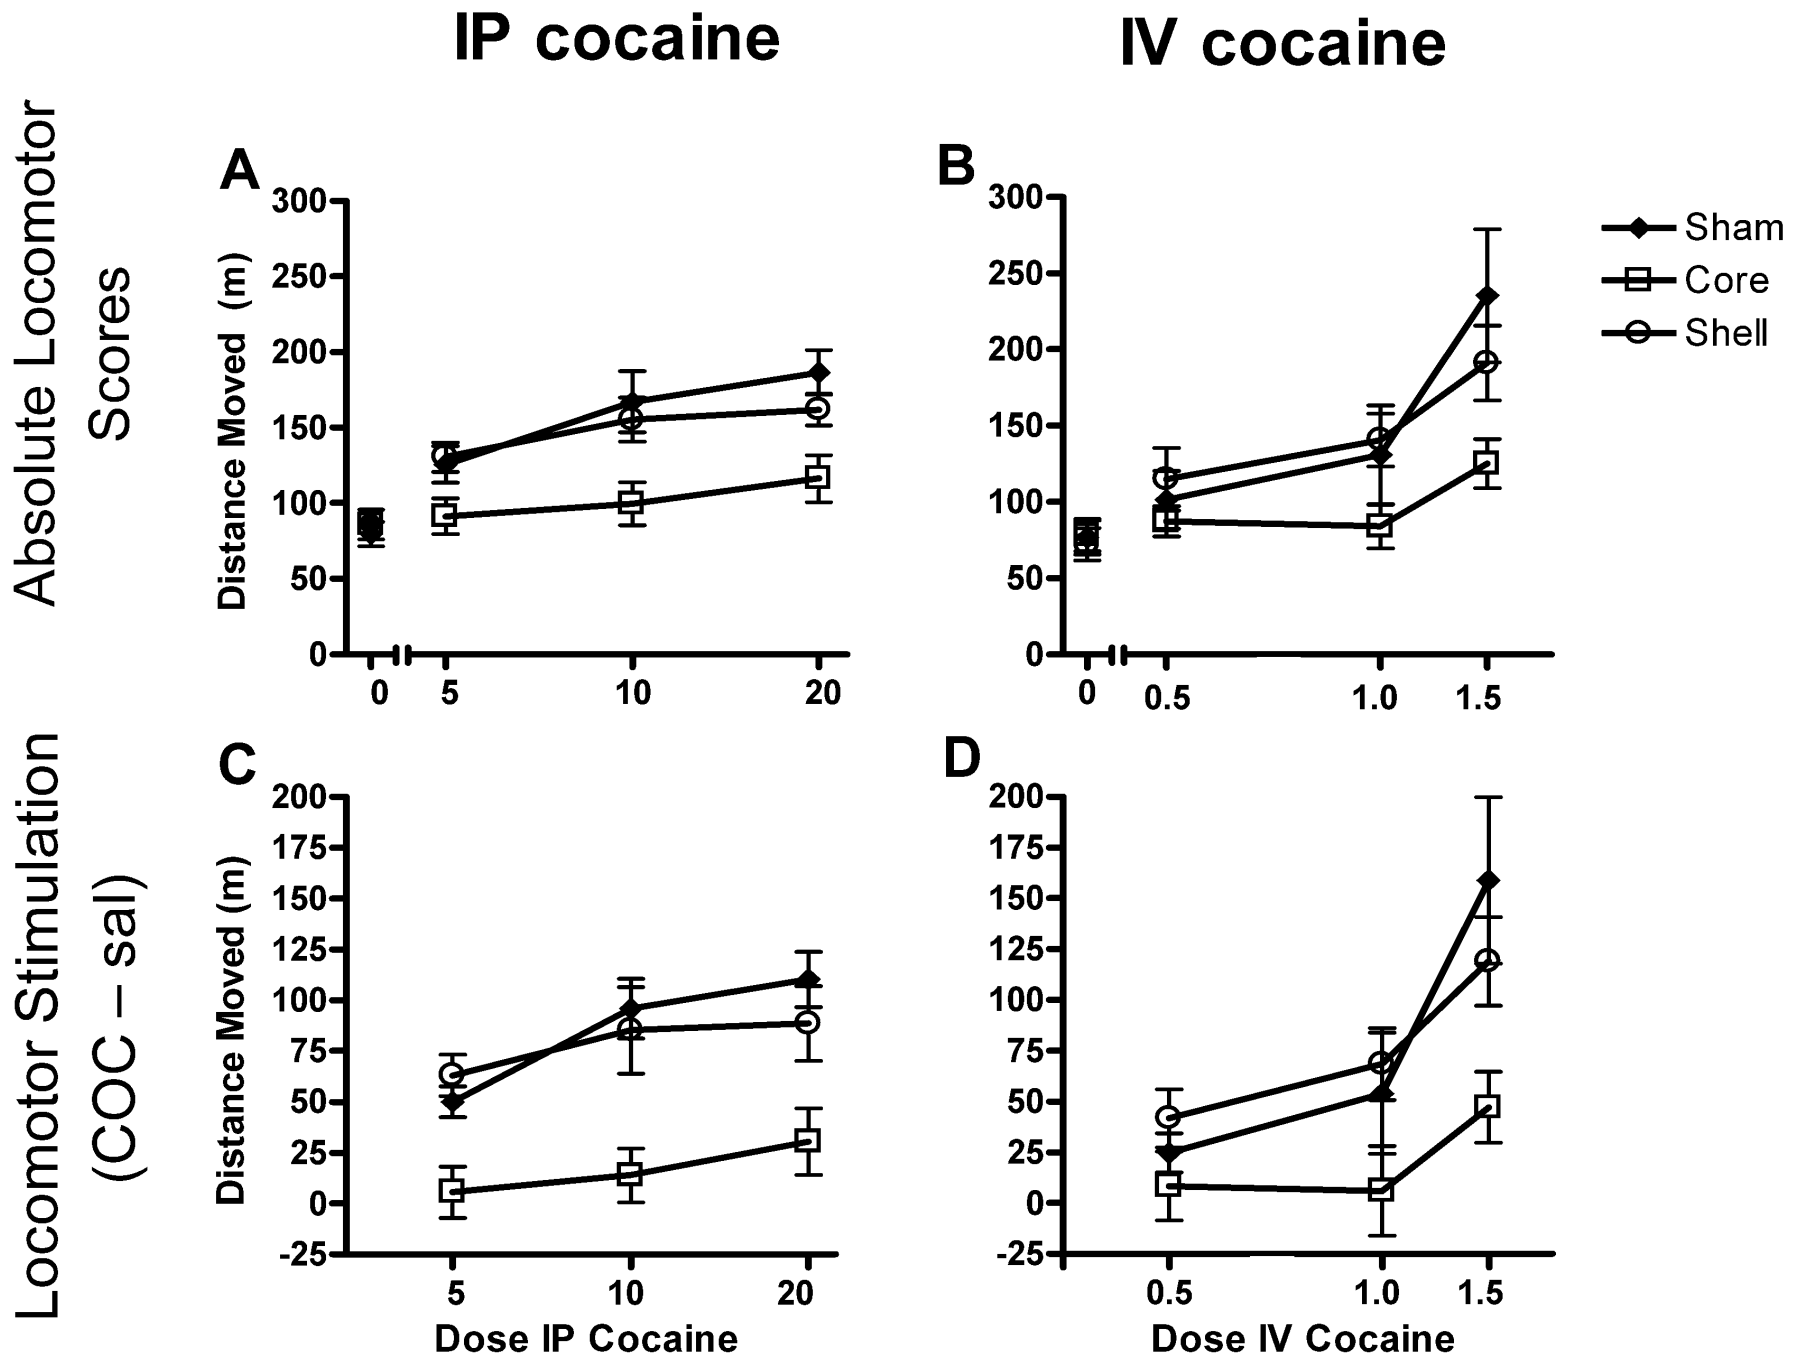 IP cocaine
IV cocaine
Absolute Locomotor
Scores
A
Distance Moved (m)
300
250
200
150
100
50
0
0 5 10 20
B
300
250
200
150
100
50
0
0 0.5 1.0 1.5
Sham
Core
Shell
Locomotor Stimulation
(COC – sal)
C
Distance Moved (m)
200
175
150
125
100
75
50
25
0
-25
5 10 20
Dose IP Cocaine
D
200
175
150
125
100
75
50
25
0
-25
0.5 1.0 1.5
Dose IV Cocaine